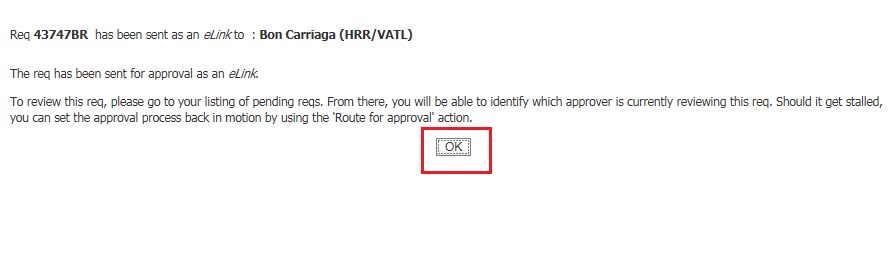 Req 43747BR has been sent as an eLink to : Bon Carriaga (HRR/VATL)
The req has been sent for approval as an eLink.
To review this req, please go to your listing of pending reqs. From there, you will be able to identify which approver is currently reviewing this req. Should it get stalled,
you can set the approval process back in motion by using the 'Route for approval' action.
OK